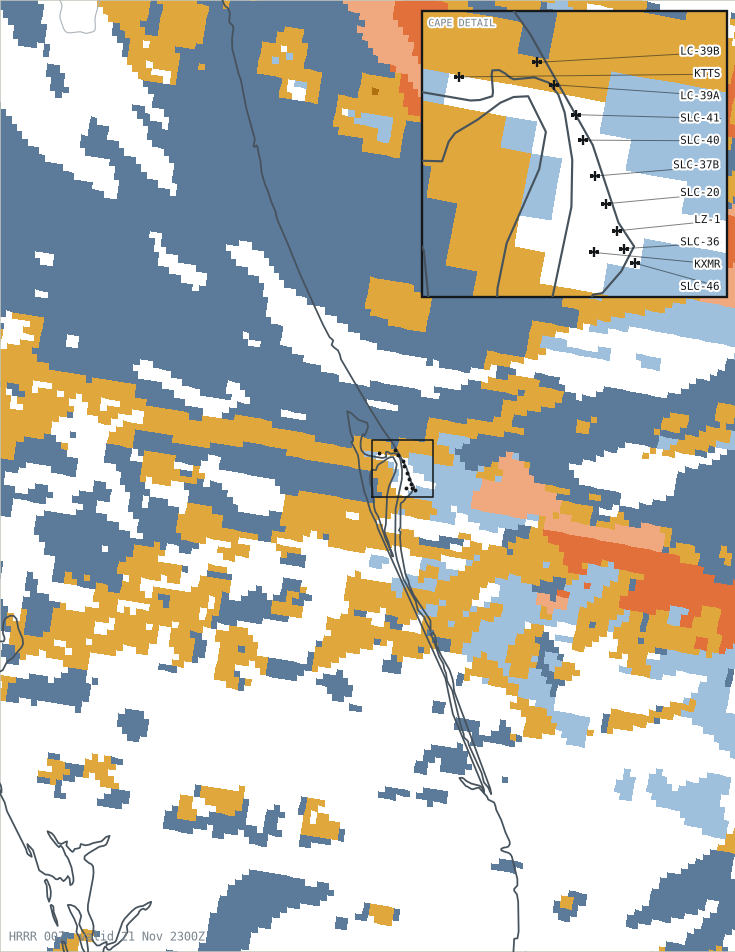 CAPE DETAIL
LC-39B
KTTS
LC-39A
SLC-41
SLC-40
SLC-37B
SLC-20
LZ-1
SLC-36
KXMR
SLC-46
HRRR 21 Nov 2300Z